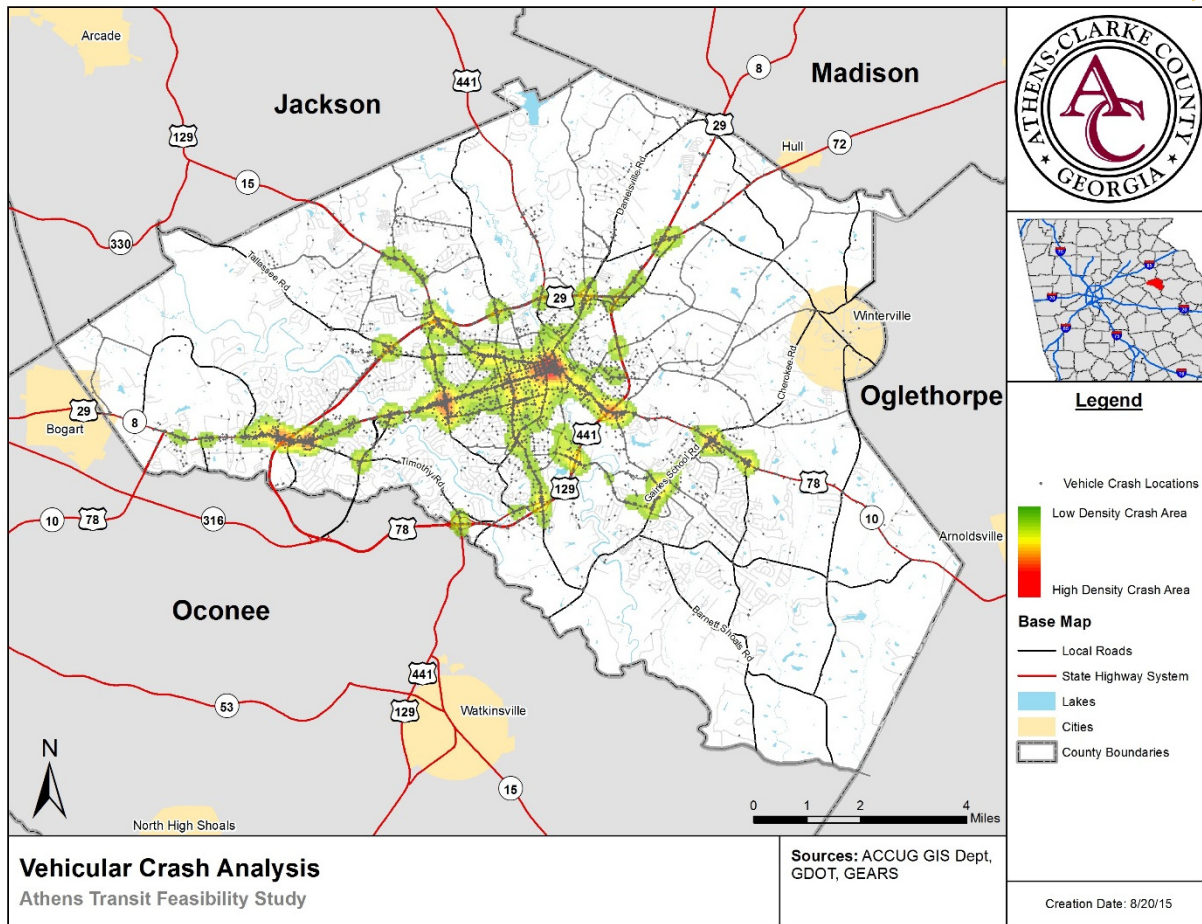 Arcade
Jackson
Madison
Hull
129
441
8
29
72
15
330
Danielsville Rd
Tallassee Rd
29
Winterville
Cherokee Rd
Oglethorpe
29
Bogart
8
441
Gaines School Rd
Timothy Rd
129
78
10
78
316
78
10
Arnoldsville
Oconee
Barnett Shoals Rd
441
129
53
Watkinsville
15
North High Shoals
N
0 2 4
Miles
ATHENS-CLARKE COUNTY
AC
GEORGIA
Legend
Vehicle Crash Locations
Low Density Crash Area
High Density Crash Area
Base Map
Local Roads
State Highway System
Lakes
Cities
County Boundaries
Vehicular Crash Analysis
Athens Transit Feasibility Study
Sources: ACCUG GIS Dept,
GDOT, GEARS
Creation Date: 8/20/15